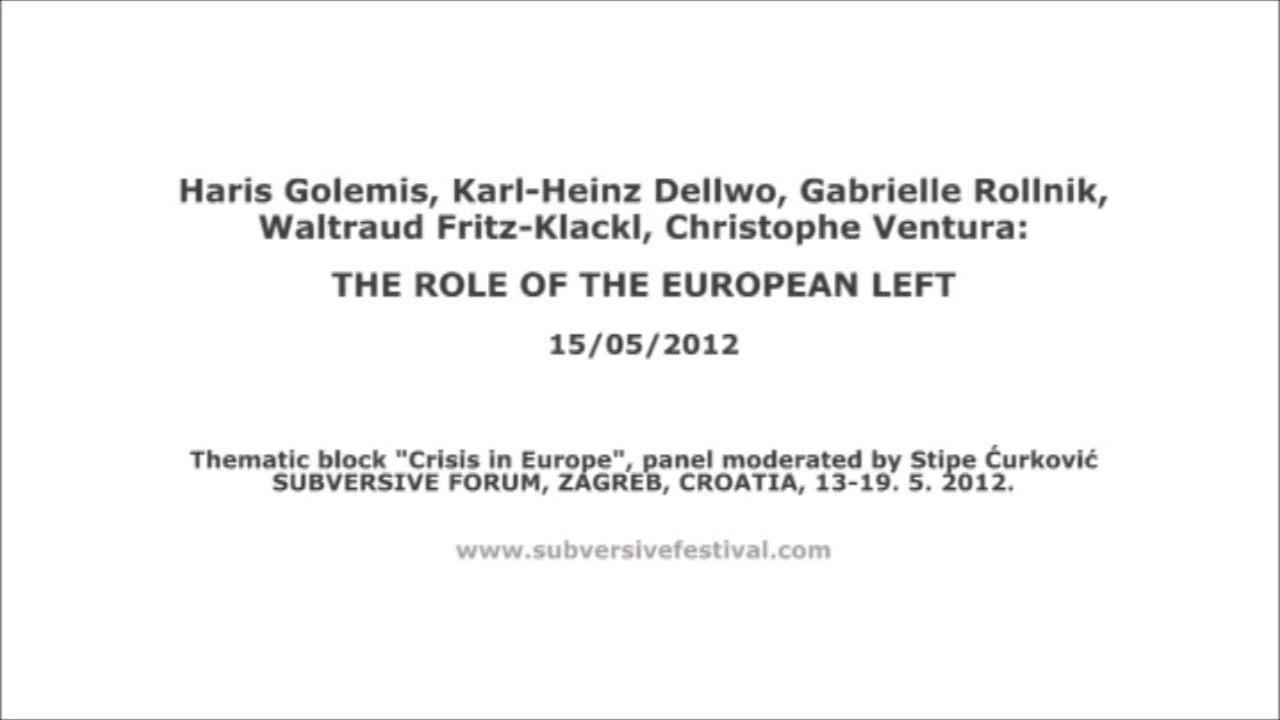 Haris Golemis, Karl-Heinz Dellwo, Gabrielle Rollnik,
Waltraud Fritz-Klackl, Christophe Ventura:
THE ROLE OF THE EUROPEAN LEFT
15/05/2012
Thematic block "Crisis in Europe", panel moderated by Stipe Ćurković
SUBVERSIVE FORUM, ZAGREB, CROATIA, 13-19. 5. 2012.
www.subversivefestival.com